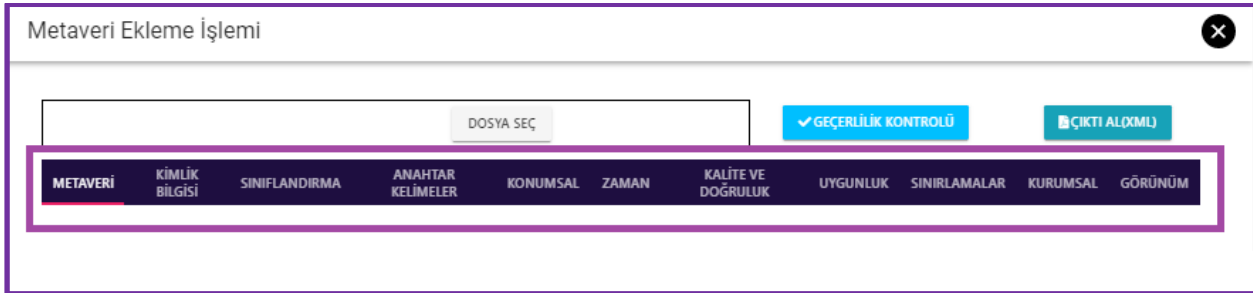 Metaveri Ekleme İşlemi
DOSYA SEÇ
GEÇERLİLİK KONTROLÜ
ÇIKTI AL(XML)
METAVERİ
KİMLİK
BİLGİSİ
SINIFLANDIRMA
ANAHTAR
KELİMELER
KONUMSAL
ZAMAN
KALİTE VE
DOĞRULUK
UYGUNLUK
SINIRLAMALAR
KURUMSAL
GÖRÜNÜM